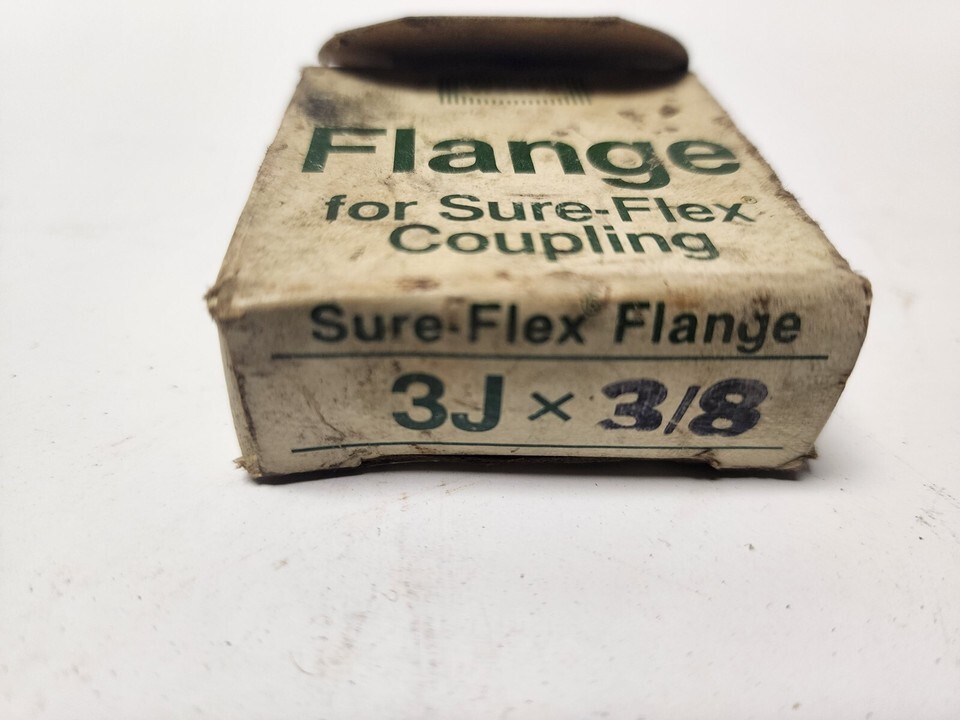 Flange
for Sure-Flex®
Coupling
Sure-Flex Flange
3J x 3/8